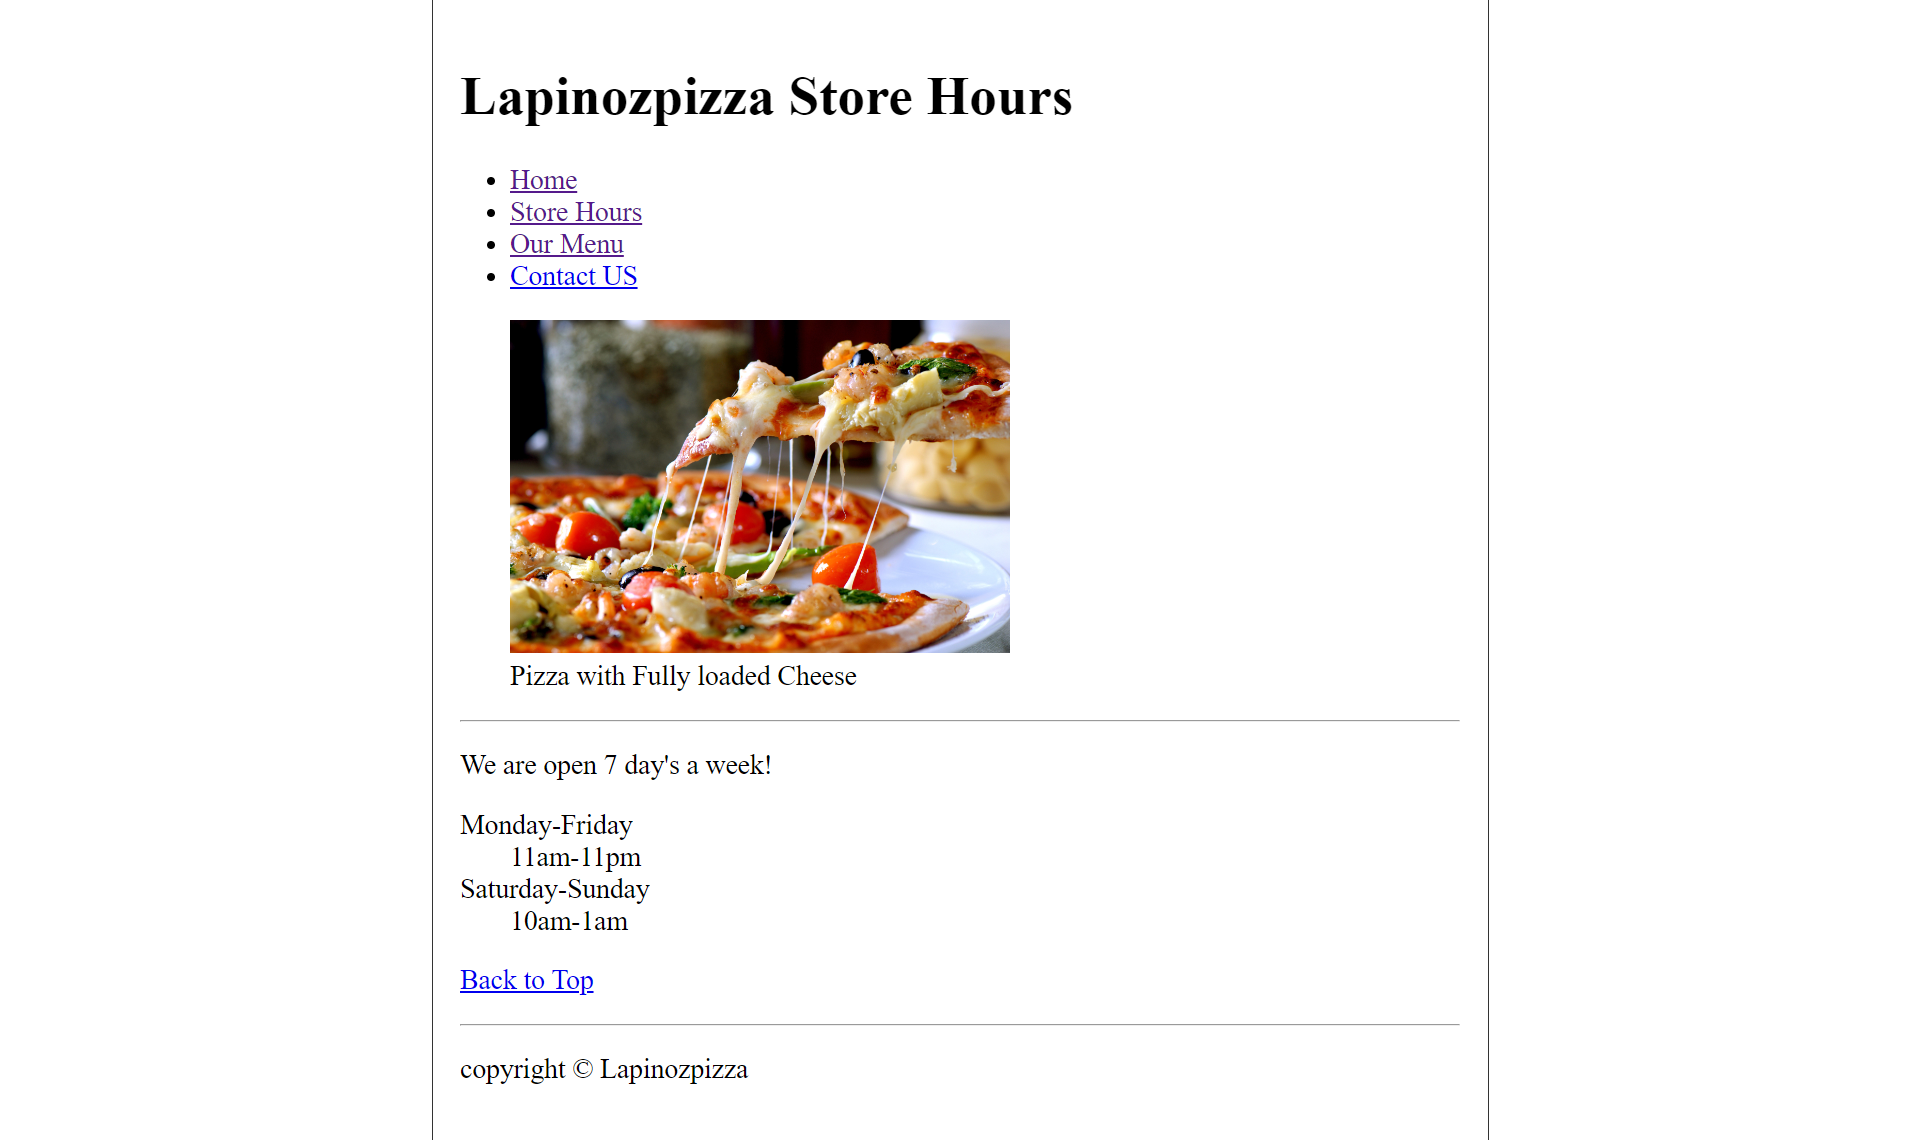 Lapinozpizza Store Hours
Home
Store Hours
Our Menu
Contact US
Pizza with Fully loaded Cheese
We are open 7 day's a week!
Monday-Friday
11am-11pm
Saturday-Sunday
10am-1am
Back to Top
copyright © Lapinozpizza